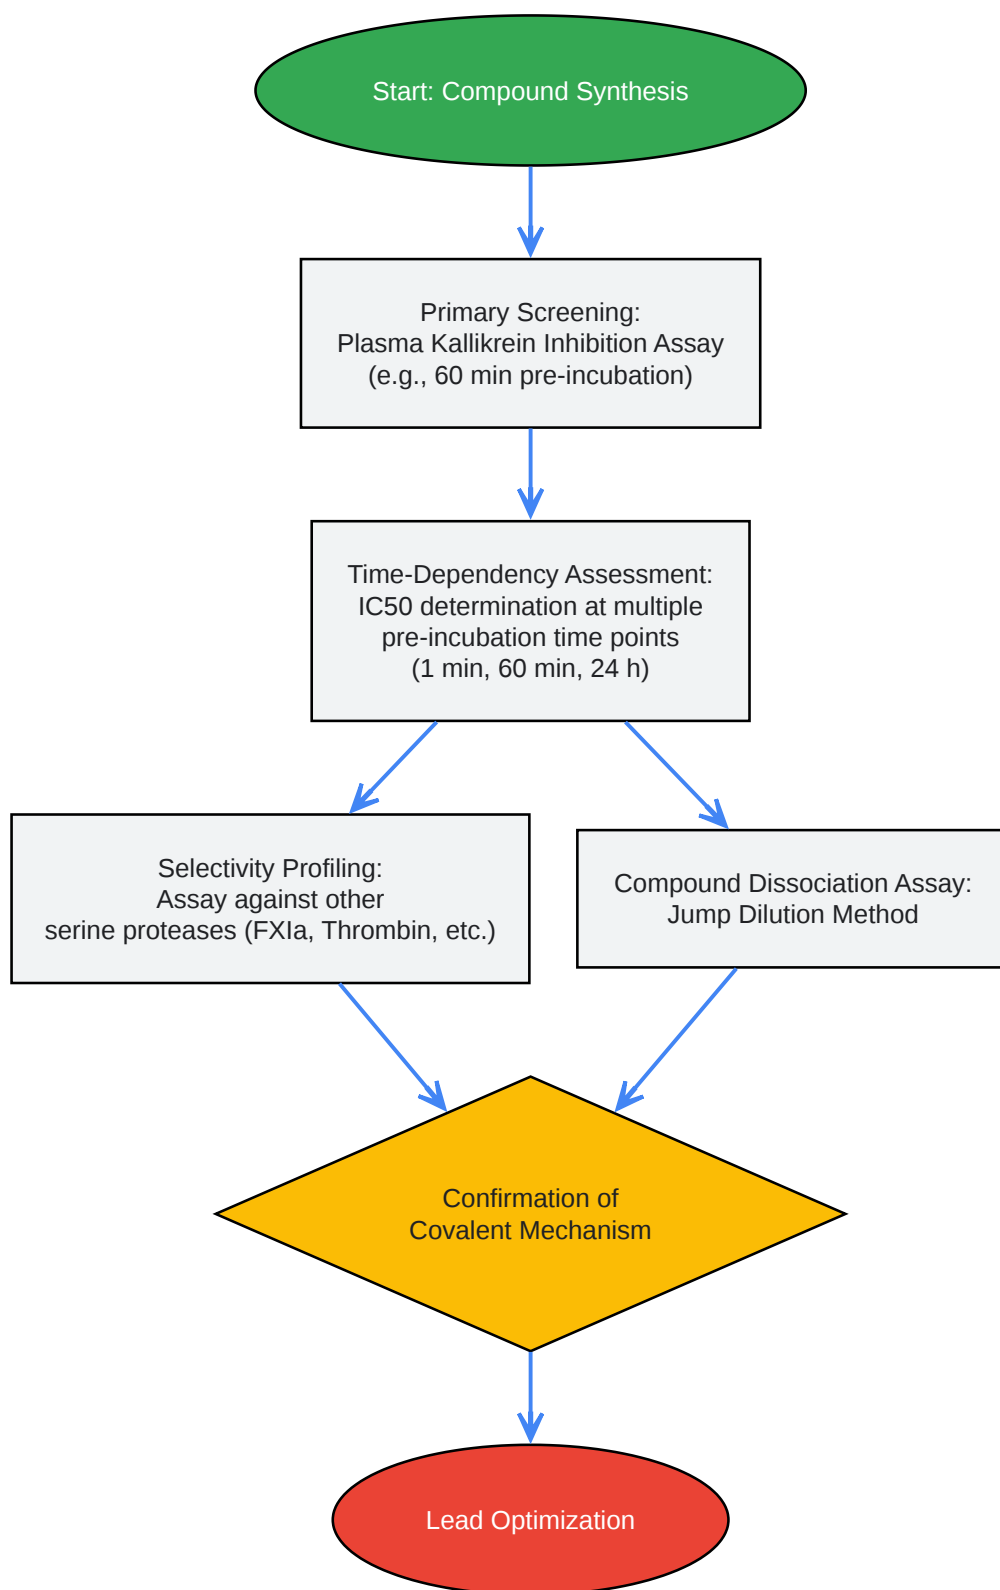 Start: Compound Synthesis
Primary Screening:
Plasma Kallikrein Inhibition Assay
(e.g., 60 min pre-incubation)
Time-Dependency Assessment:
IC50 determination at multiple
pre-incubation time points
(1 min, 60 min, 24 h)
Selectivity Profiling:
Assay against other
serine proteases (FXIa, Thrombin, etc.)
Compound Dissociation Assay:
Jump Dilution Method
Confirmation of
Covalent Mechanism
Lead Optimization